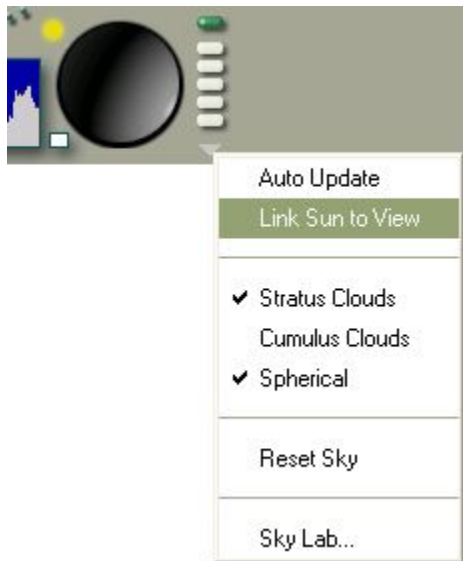 Auto Update
Link Sun to View
Stratus Clouds
Cumulus Clouds
Spherical
Reset Sky
Sky Lab...